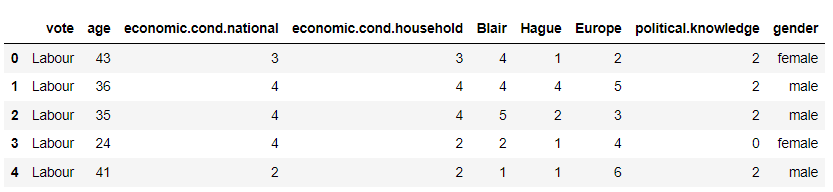 vote age economic.cond.national economic.cond.household Blair Hague Europe political.knowledge gender
0 Labour 43 3 3 4 1 2 2 female
1 Labour 36 4 4 4 4 5 2 male
2 Labour 35 4 4 5 2 3 2 male
3 Labour 24 4 2 2 1 4 0 female
4 Labour 41 2 2 1 1 6 2 male